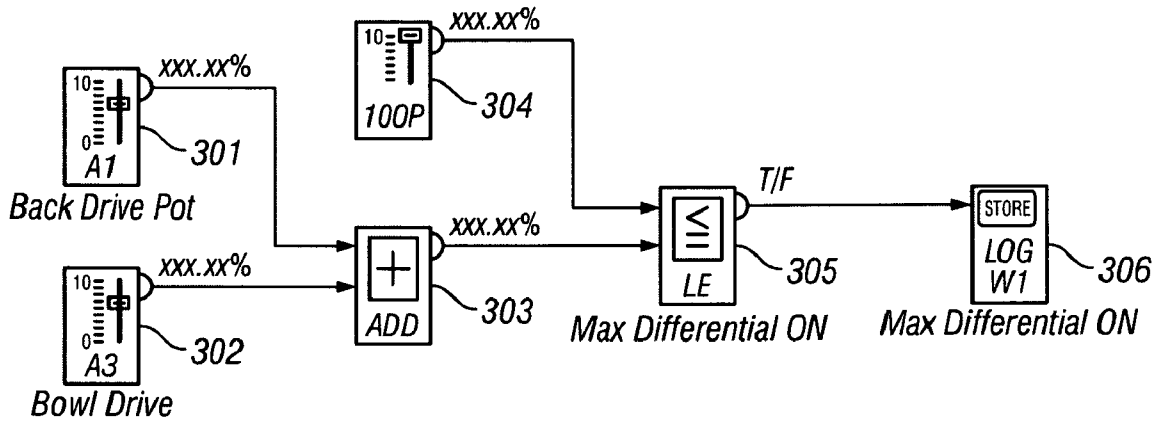 xxx.xx%
10
0
A1
301
Back Drive Pot
xxx.xx%
10
0
A3
302
Bowl Drive
xxx.xx%
10
100P
304
xxx.xx%
+
ADD
303
≤
LE
305
Max Differential ON
T/F
STORE
LOG
W1
306
Max Differential ON